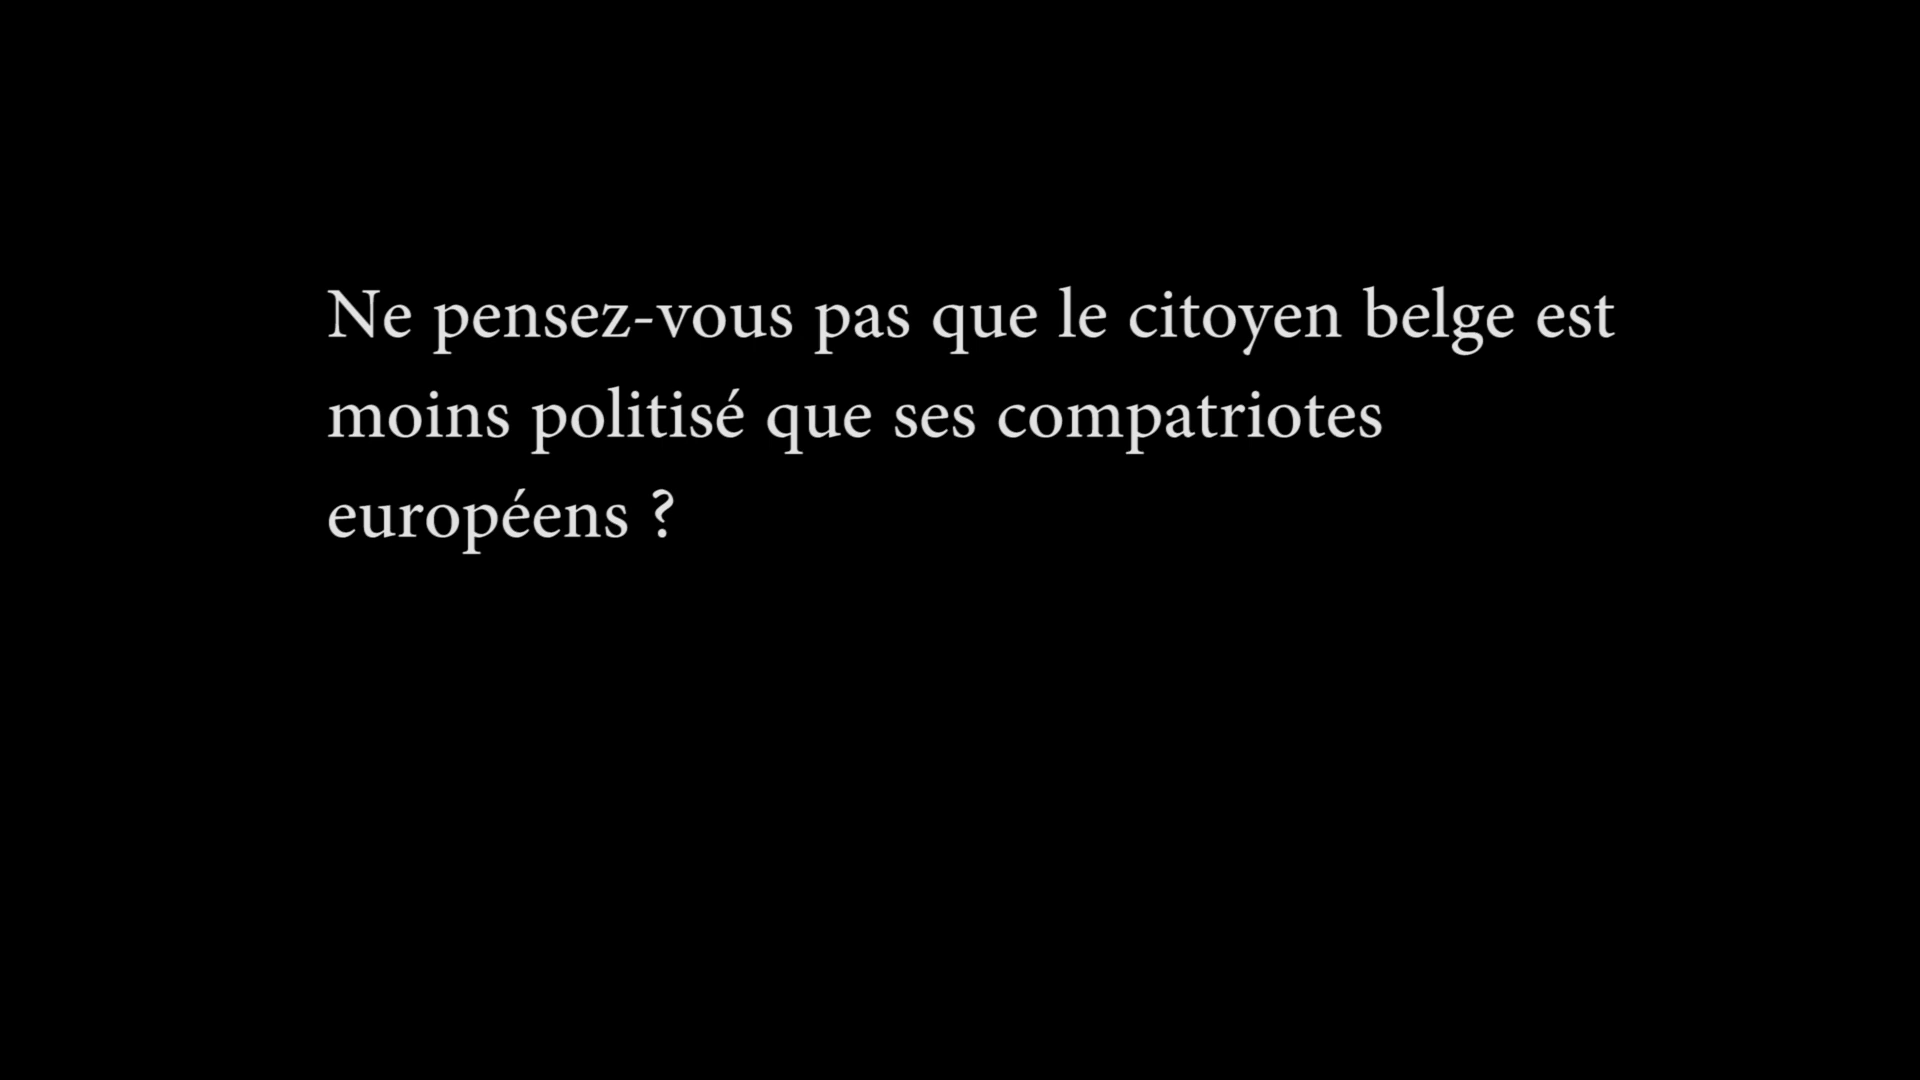 Ne pensez-vous pas que le citoyen belge est
moins politisé que ses compatriotes
européens ?